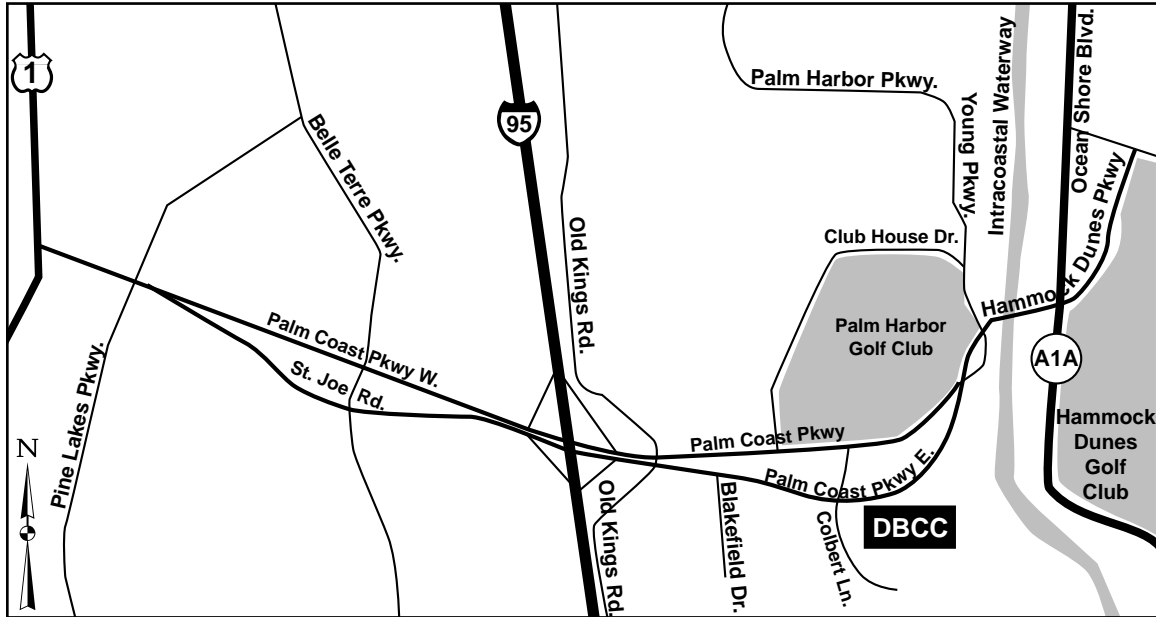 1
95
Palm Harbor Pkwy.
Young Pkwy.
Intracoastal Waterway
Ocean Shore Blvd.
Belle Terre Pkwy.
Old Kings Rd.
Club House Dr.
Hammock Dunes Pkwy
Palm Harbor
Golf Club
A1A
Palm Coast Pkwy W.
St. Joe Rd.
Pine Lakes Pkwy.
Hammock
Dunes
Golf
Club
N
Palm Coast Pkwy
Palm Coast Pkwy E.
Old Kings Rd.
Blakefield Dr.
Colbert Ln.
DBCC